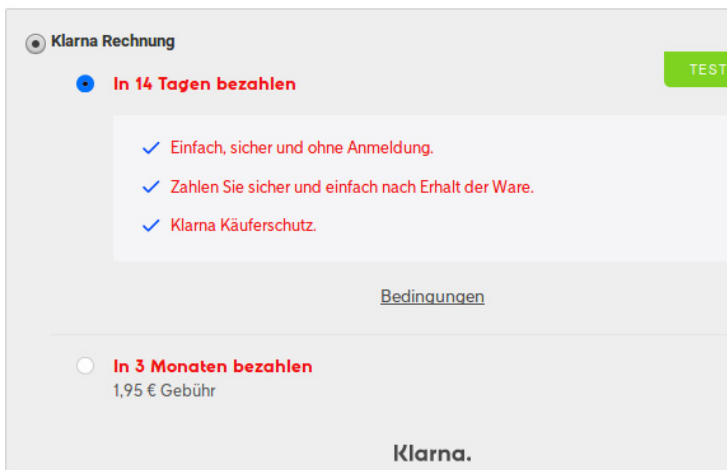 Klarna Rechnung
In 14 Tagen bezahlen
TEST
Einfach, sicher und ohne Anmeldung.
Zahlen Sie sicher und einfach nach Erhalt der Ware.
Klarna Käuferschutz.
Bedingungen
In 3 Monaten bezahlen
1,95 € Gebühr
Klarna.